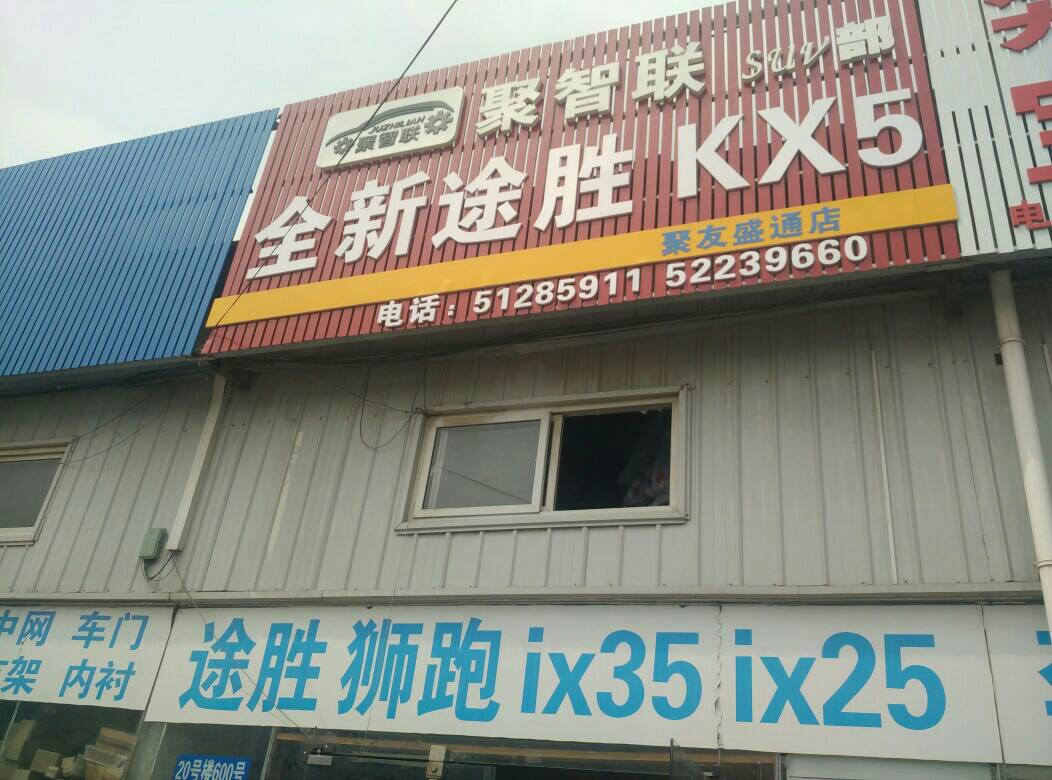 JUZHILIAN
聚智联
聚智联 suv部
全新途胜 KX5
聚友盛通店
电话：51285911 52239660
电
中网 车门
架 内衬
途胜 狮跑 ix35 ix25
20号楼600号